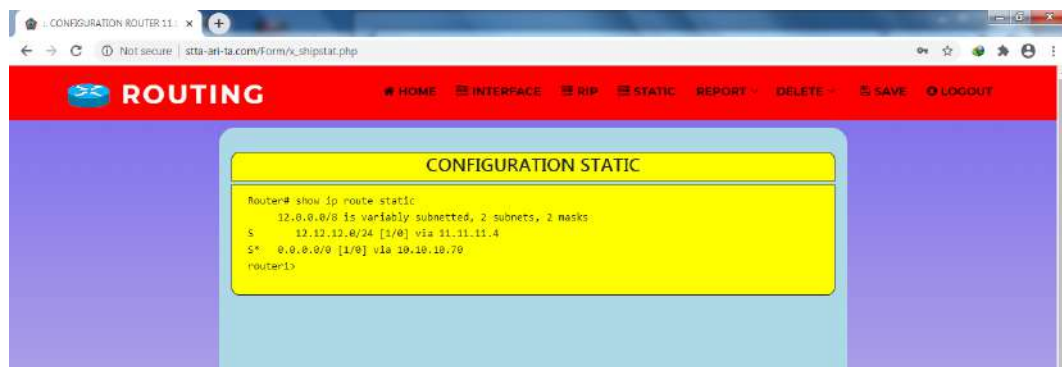 : CONFIGURATION ROUTER 11 :
Not secure | stta-ari-ta.com/Form/x_shipstat.php
ROUTING HOME INTERFACE RIP STATIC REPORT DELETE SAVE LOGOUT
CONFIGURATION STATIC
Router# show ip route static
12.0.0.0/8 is variably subnetted, 2 subnets, 2 masks
S 12.12.12.0/24 [1/0] via 11.11.11.4
S* 0.0.0.0/0 [1/0] via 10.10.10.70
router1>